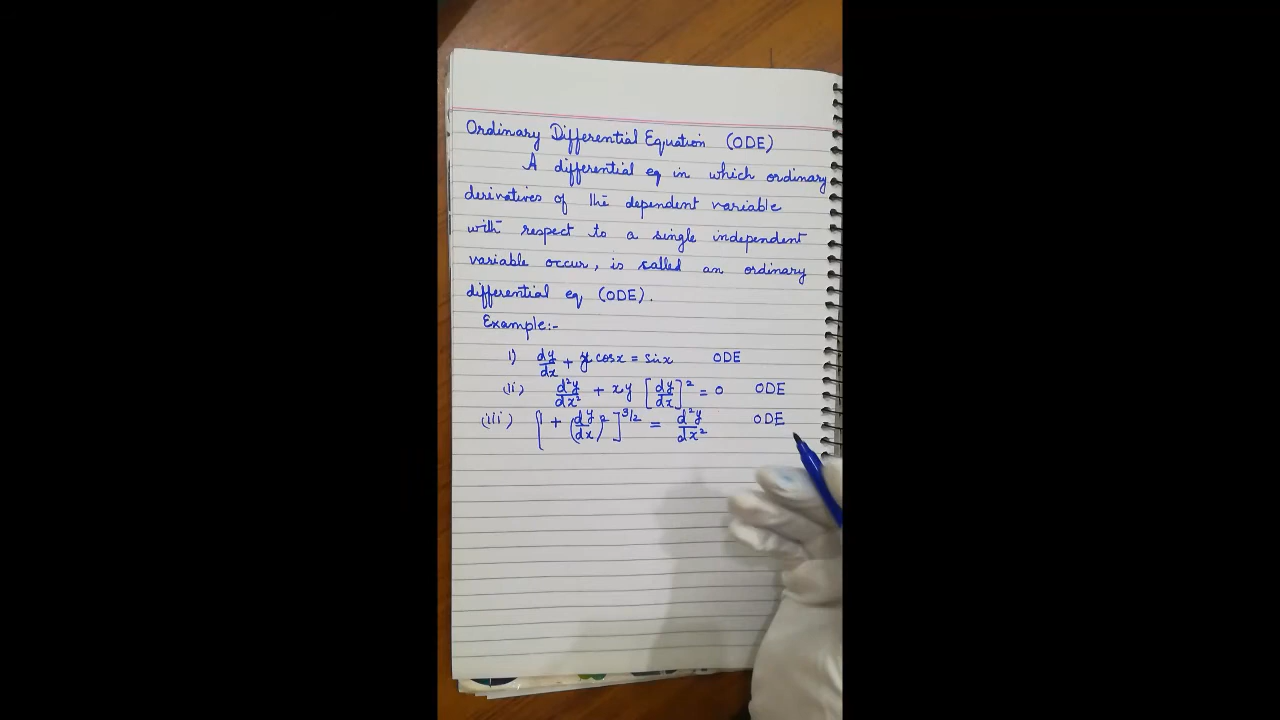 Ordinary Differential Equation (ODE)
A differential eq in which ordinary
derivatives of the dependent variable
with respect to a single independent
variable occur, is called an ordinary
differential eq (ODE).
Example:-
i) dy/dx + y cosx = sinx ODE
(ii) d²y/dx² + xy [dy/dx]² = 0 ODE
(iii) [1 + (dy/dx)²]^3/2 = d²y/dx² ODE